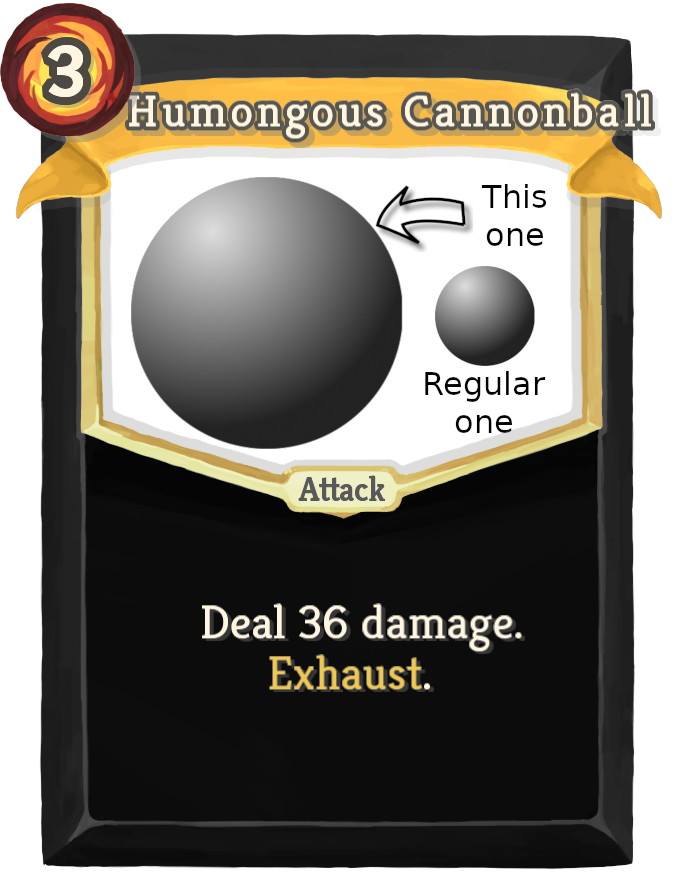 3
Humongous Cannonball
This
one
Regular
one
Attack
Deal 36 damage.
Exhaust.